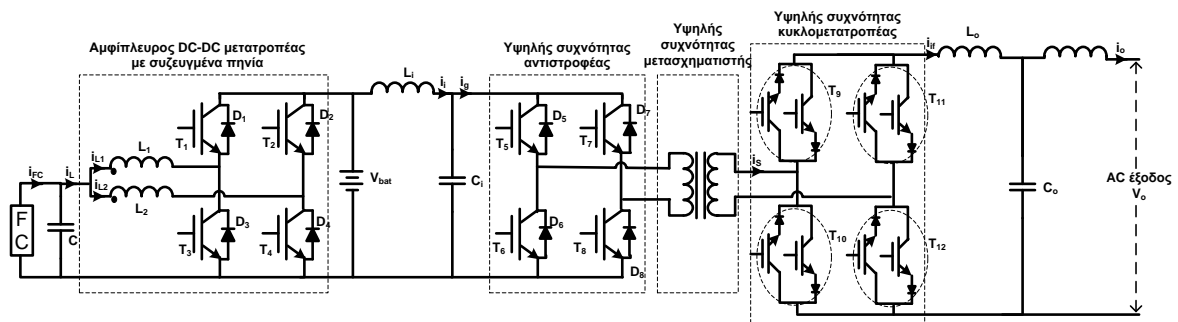 Αμφίπλευρος DC-DC μετατροπέας
με συζευγμένα πηνία
Υψηλής συχνότητας
αντιστροφέας
Υψηλής
συχνότητας
μετασχηματιστής
Υψηλής συχνότητας
κυκλομετατροπέας
iFC
iL
iL1
iL2
L1
L2
FC
C
T1
D1
T2
D2
T3
D3
T4
D4
Vbat
Li
ii
ig
Ci
T5
D5
T7
D7
T6
D6
T8
D8
iS
T9
T11
T10
T12
iif
Lo
io
Co
AC έξοδος
Vo